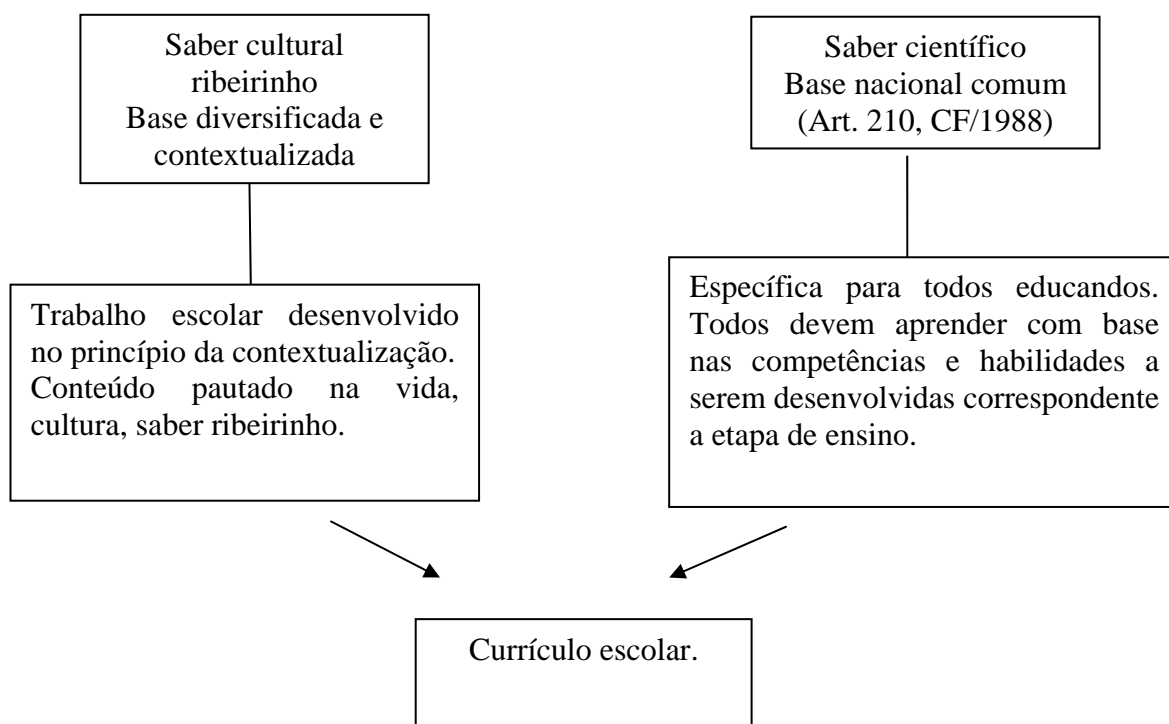 Saber cultural
ribeirinho
Base diversificada e
contextualizada
Saber científico
Base nacional comum
(Art. 210, CF/1988)
Trabalho escolar desenvolvido
no princípio da contextualização.
Conteúdo pautado na vida,
cultura, saber ribeirinho.
Específica para todos educandos.
Todos devem aprender com base
nas competências e habilidades a
serem desenvolvidas correspondente
a etapa de ensino.
Currículo escolar.